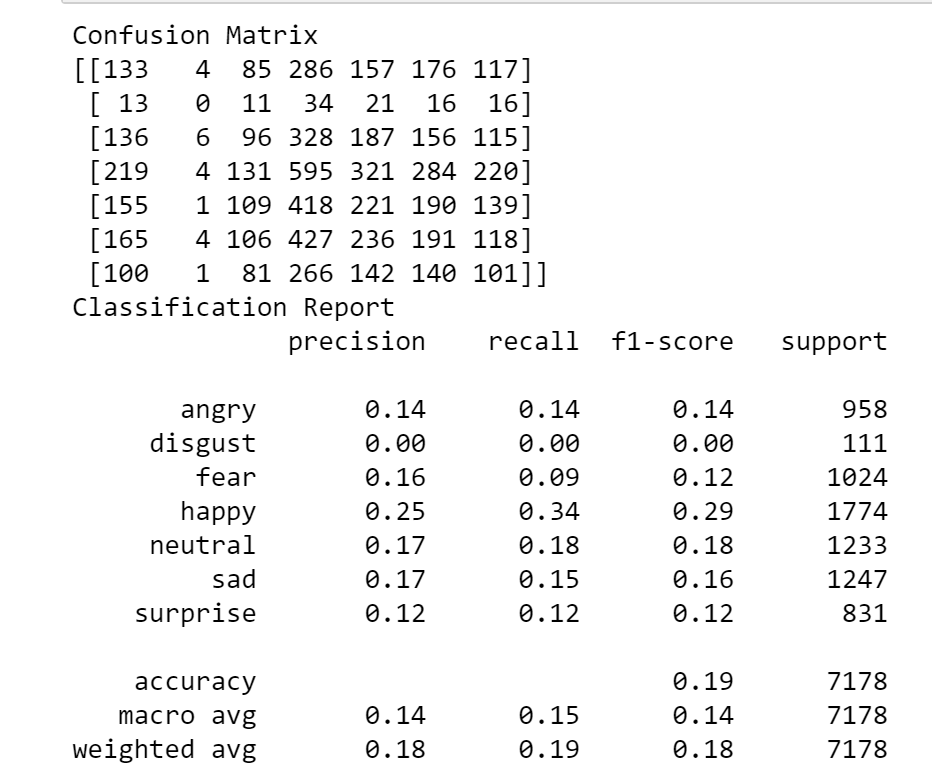 Confusion Matrix
[[133   4  85 286 157 176 117]
 [ 13   0  11  34  21  16  16]
 [136   6  96 328 187 156 115]
 [219   4 131 595 321 284 220]
 [155   1 109 418 221 190 139]
 [165   4 106 427 236 191 118]
 [100   1  81 266 142 140 101]]
Classification Report
              precision    recall  f1-score   support

       angry       0.14      0.14      0.14       958
     disgust       0.00      0.00      0.00       111
        fear       0.16      0.09      0.12      1024
       happy       0.25      0.34      0.29      1774
     neutral       0.17      0.18      0.18      1233
         sad       0.17      0.15      0.16      1247
    surprise       0.12      0.12      0.12       831

    accuracy                           0.19      7178
   macro avg       0.14      0.15      0.14      7178
weighted avg       0.18      0.19      0.18      7178